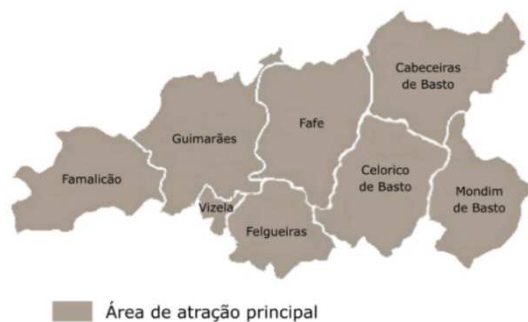 Cabeceiras
de Basto
Fafe
Guimarães
Celorico
de Basto
Famalicão
Mondim
de Basto
Vizela
Felgueiras
Área de atração principal